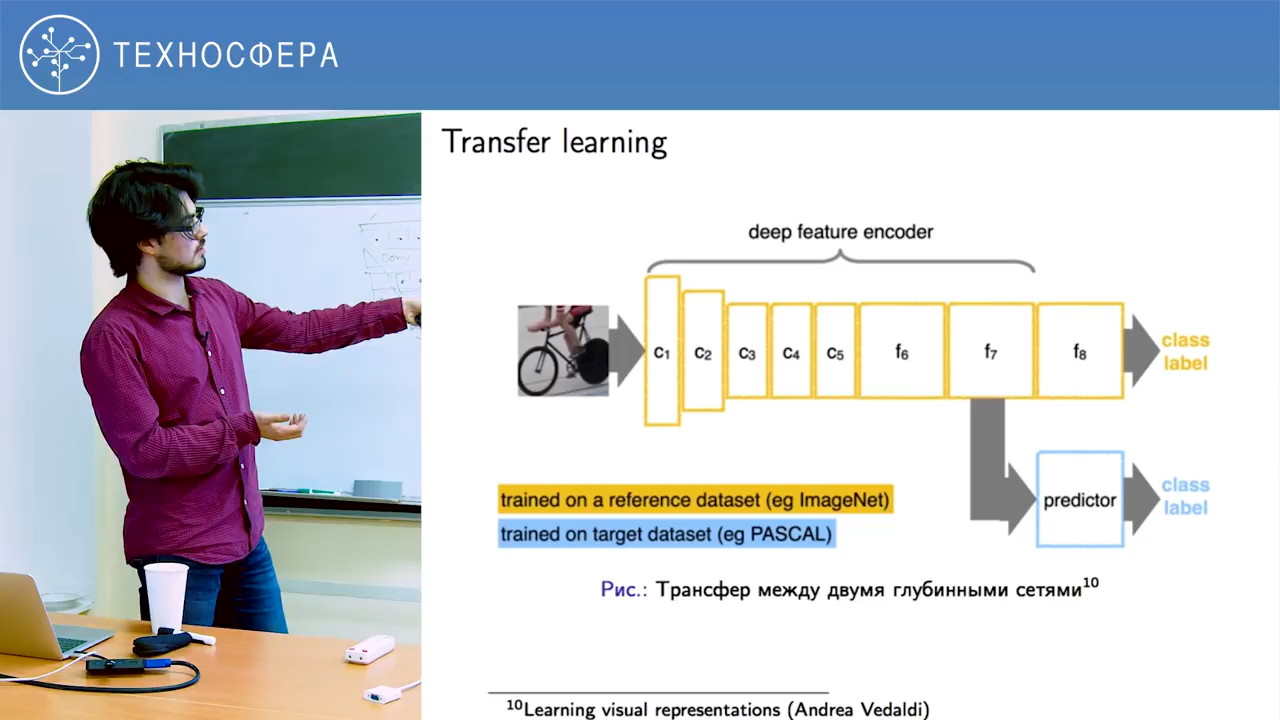 ТЕХНОСФЕРА
Transfer learning
deep feature encoder
c1 c2 c3 c4 c5 f6 f7 f8
class
label
predictor
class
label
trained on a reference dataset (eg ImageNet)
trained on target dataset (eg PASCAL)
Рис.: Трансфер между двумя глубинными сетями10
10Learning visual representations (Andrea Vedaldi)
conv